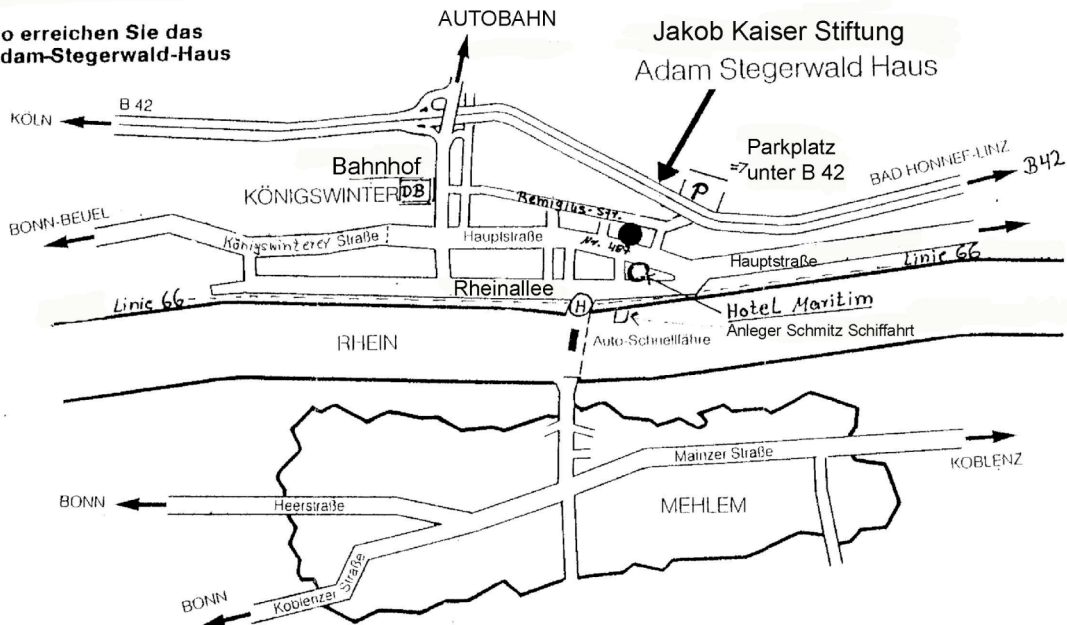 o erreichen Sie das
dam-Stegerwald-Haus
AUTOBAHN
Jakob Kaiser Stiftung
Adam Stegerwald Haus
KÖLN
B 42
Parkplatz
=> unter B 42
P
BAD HONNEF-LINZ
B42
Bahnhof
KÖNIGSWINTER
DB
Remigius-Str.
BONN-BEUEL
Königswinterer Straße
Hauptstraße
Nr. 487
Hauptstraße
Linie 66
Rheinallee
Linie 66
H
Hotel Maritim
Anleger Schmitz Schiffahrt
RHEIN
Auto-Schnellfähre
Mainzer Straße
KOBLENZ
BONN
Heerstraße
MEHLEM
BONN
Koblenzer Straße